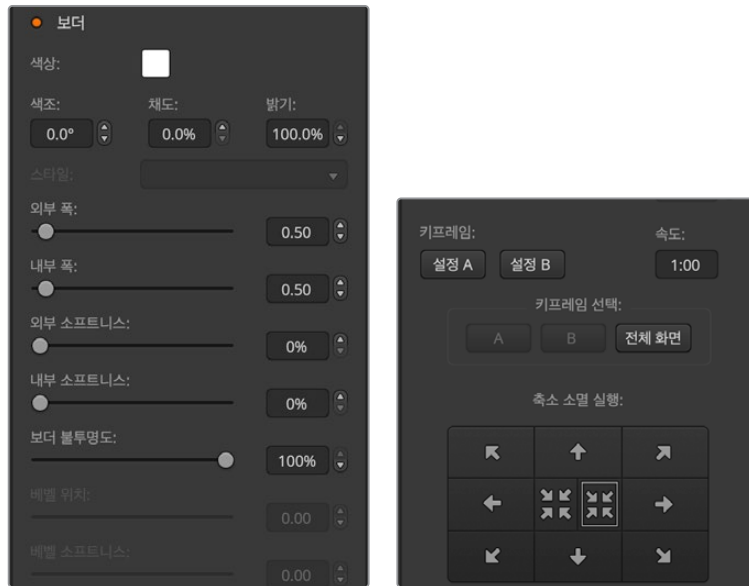 보더
색상:
색조: 채도: 밝기:
0.0° 0.0% 100.0%
스타일:
외부 폭:
0.50
내부 폭:
0.50
외부 소프트니스:
0%
내부 소프트니스:
0%
보더 불투명도:
100%
베벨 위치:
0.00
베벨 소프트니스:
0.00
키프레임: 속도:
설정 A 설정 B 1:00
키프레임 선택:
A B 전체 화면
축소 소멸 실행: